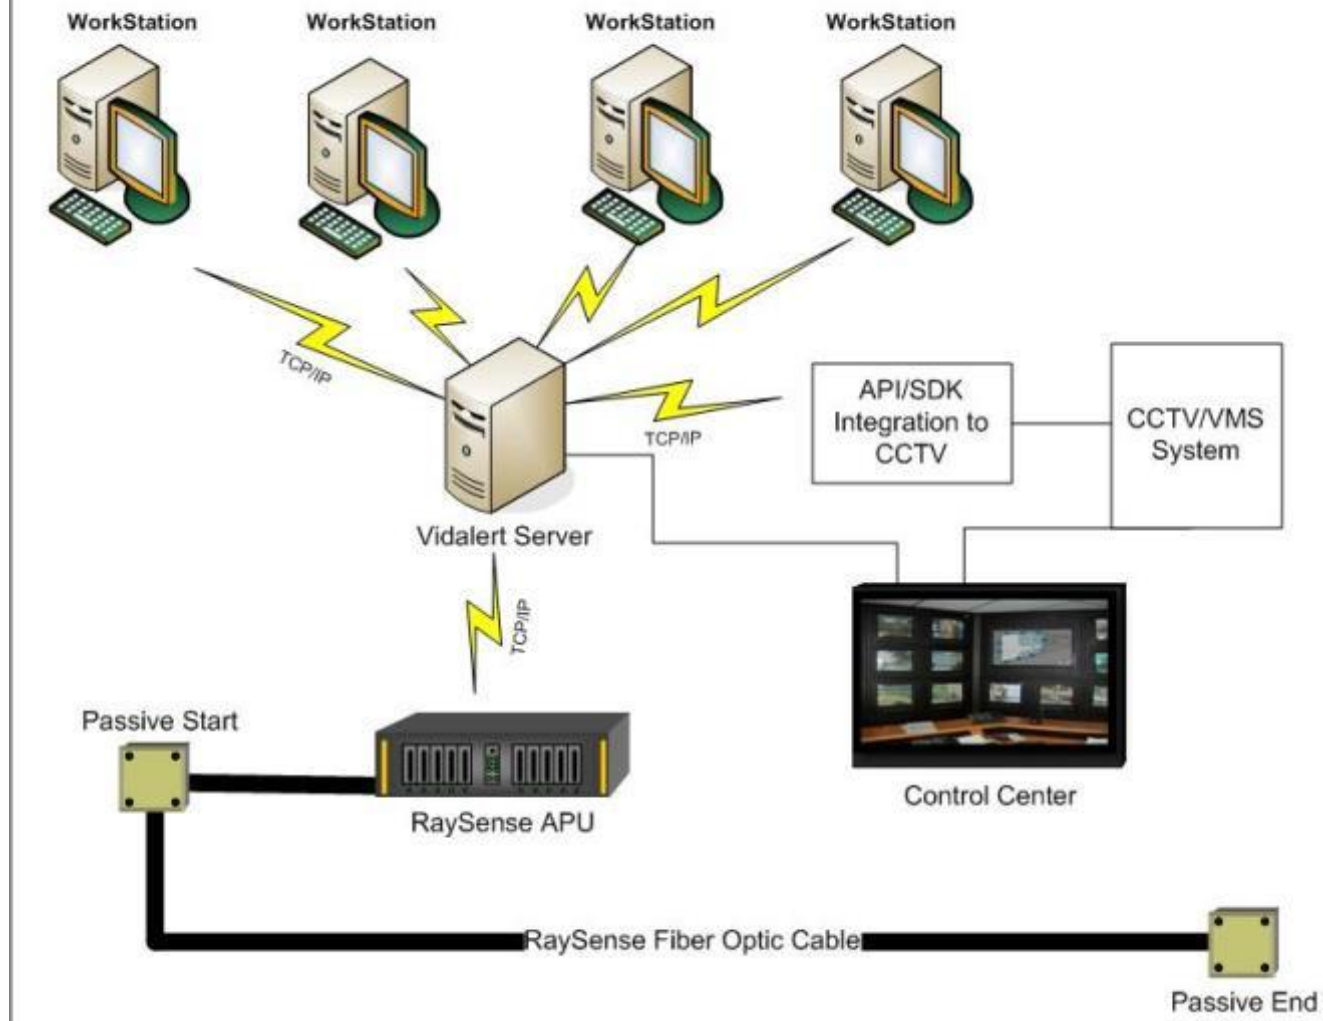 WorkStation
WorkStation
WorkStation
WorkStation
TCP/IP
TCP/IP
API/SDK
Integration to
CCTV
CCTV/VMS
System
Vidalert Server
TCP/IP
Passive Start
RaySense APU
Control Center
RaySense Fiber Optic Cable
Passive End